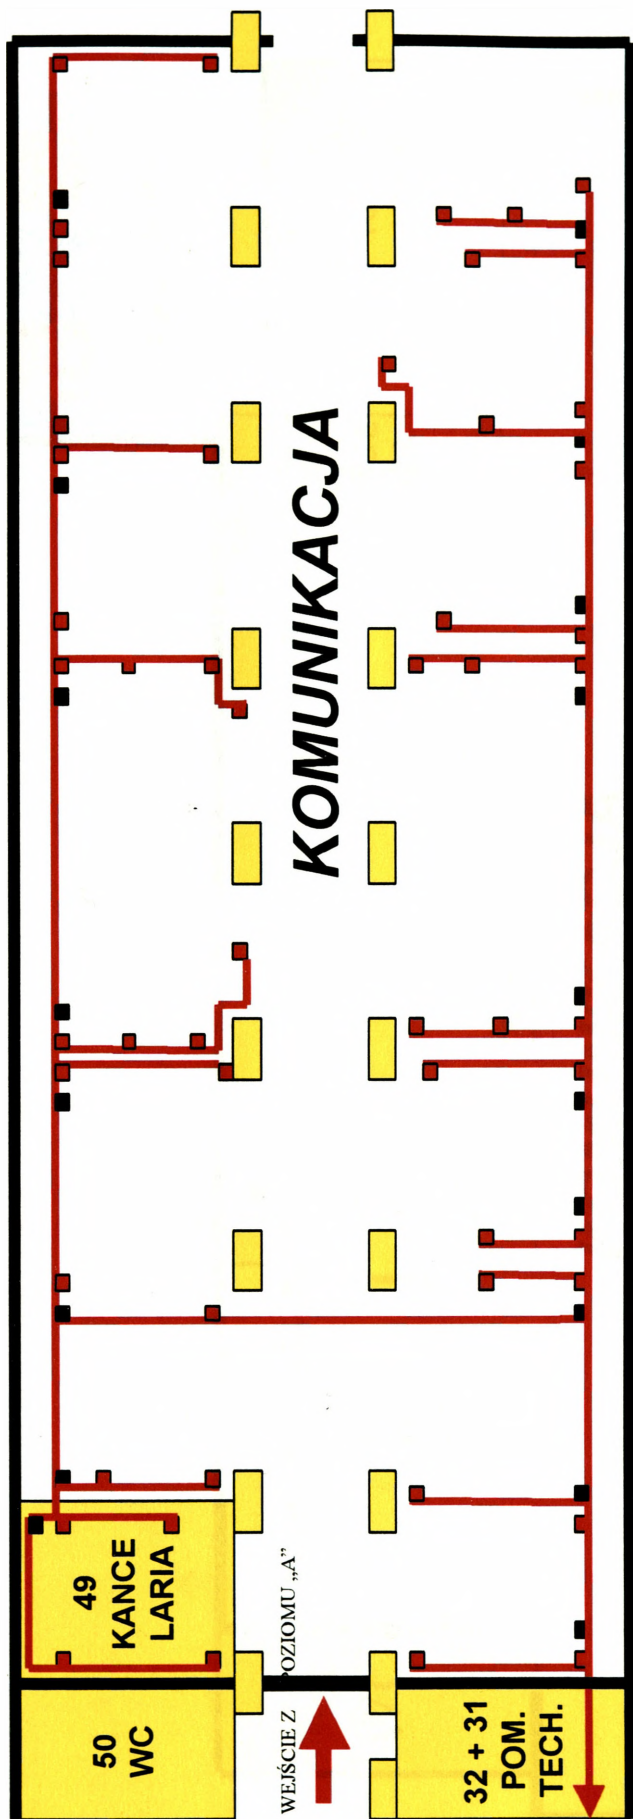 KOMUNIKACJA
49
KANCE
LARIA
50
WC
WEJŚCIE Z POZIOMU „A”
32 + 31
POM.
TECH.